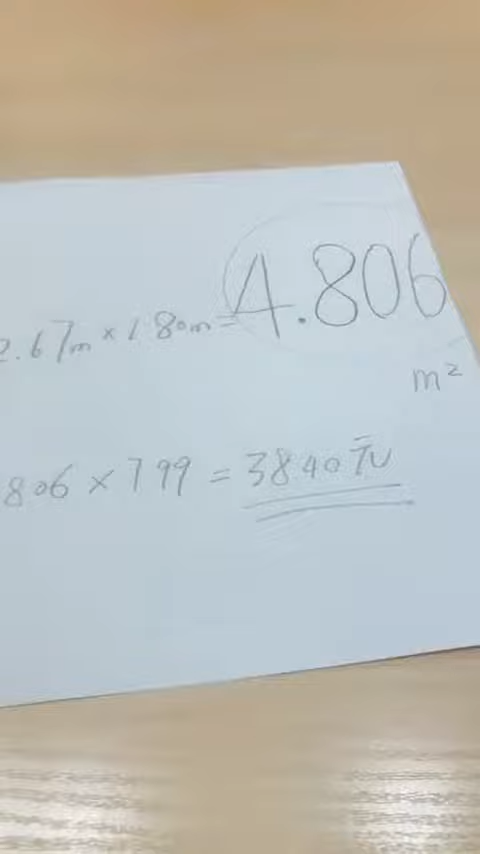 2.67m × 1.80m = 4.806
m²
806 × 799 = 3840元